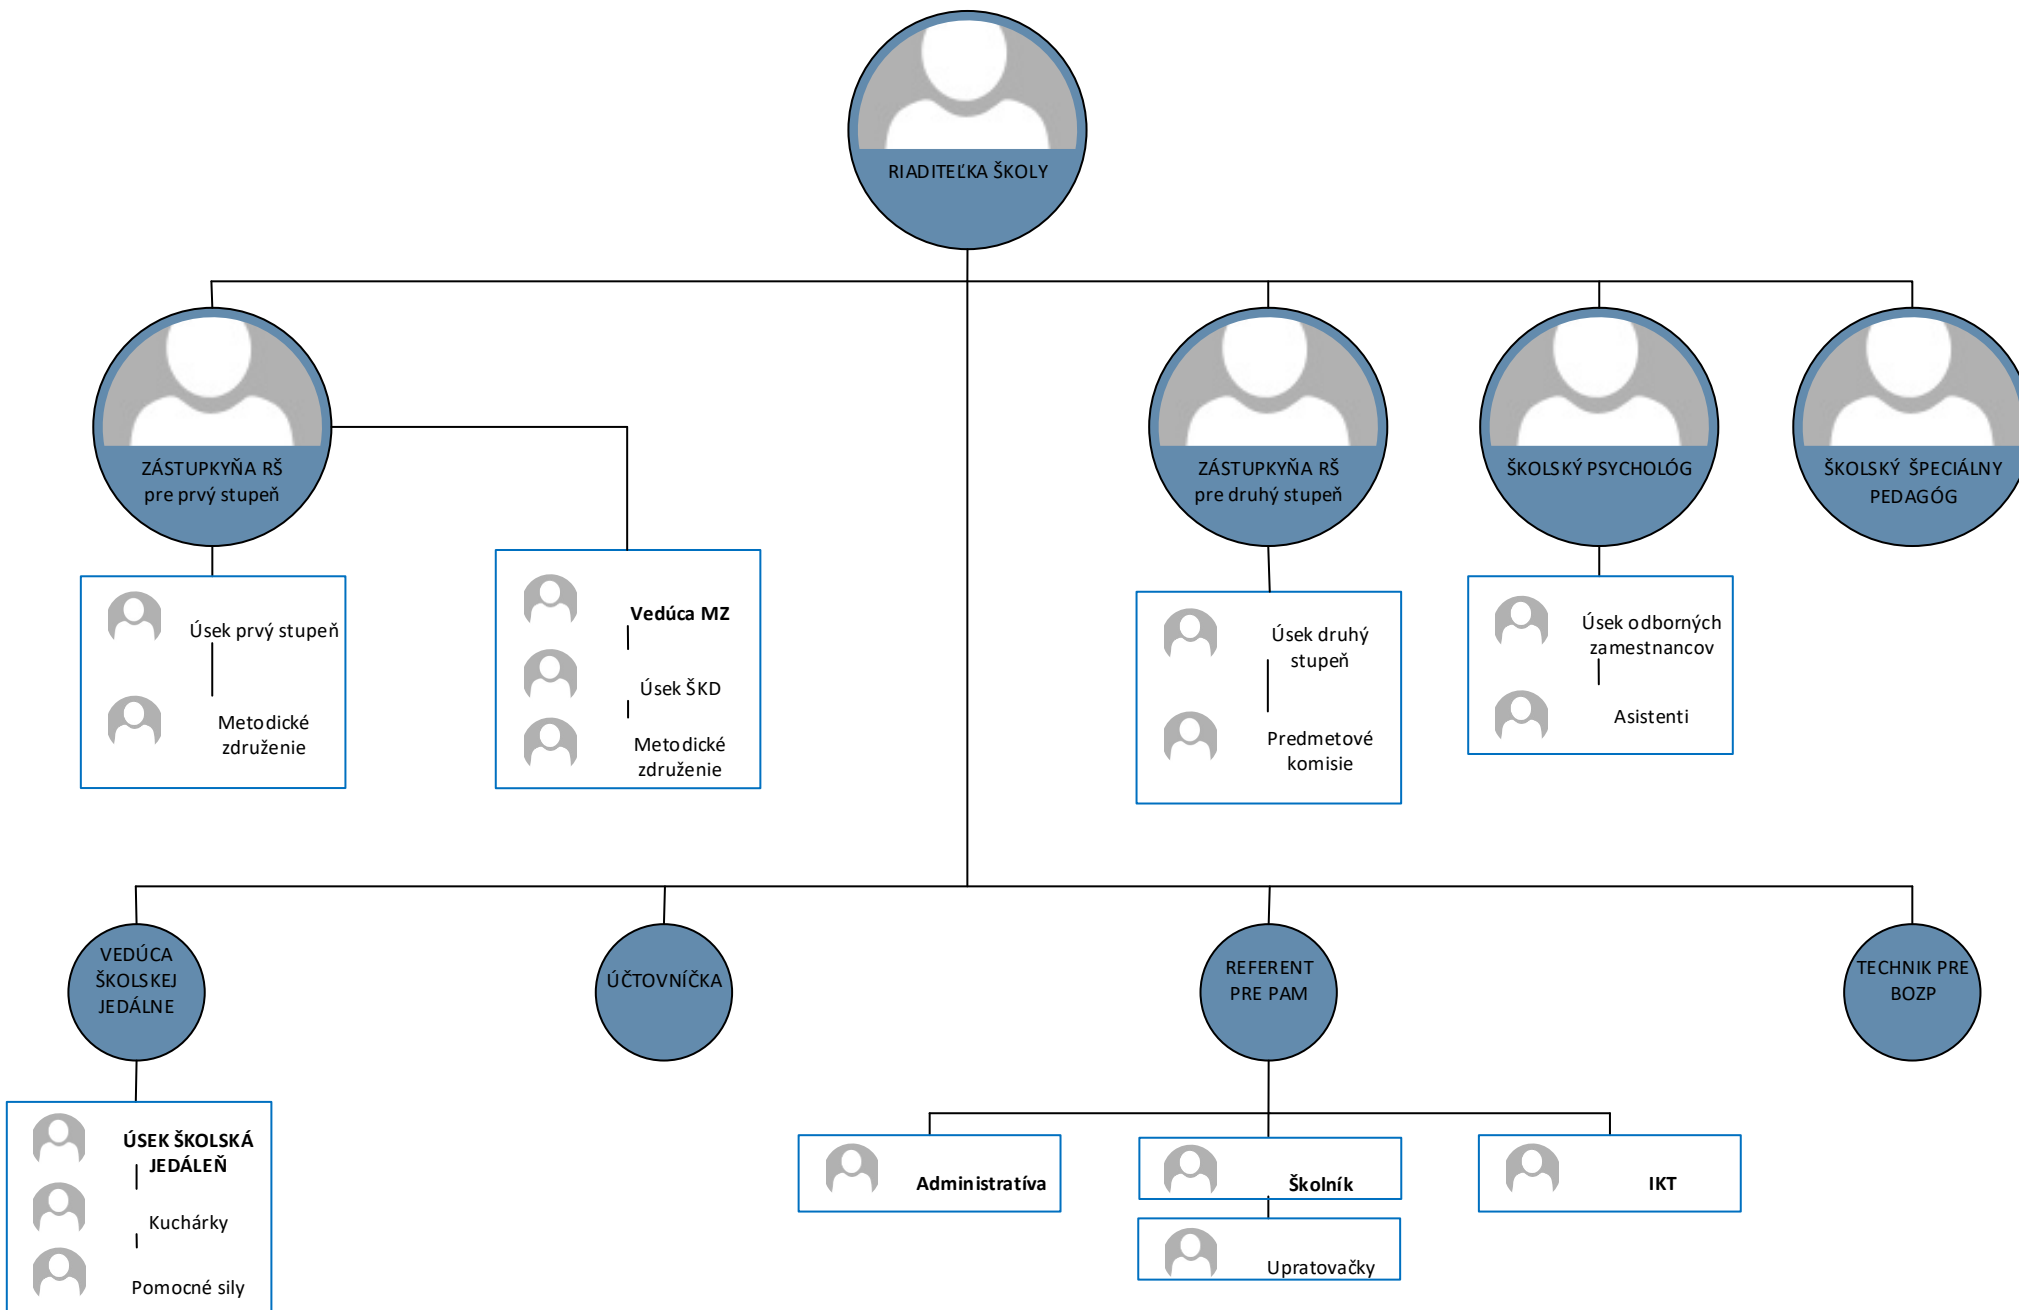 RIADITEĽKA ŠKOLY
ZÁSTUPKYŇA RŠ
pre prvý stupeň
ZÁSTUPKYŇA RŠ
pre druhý stupeň
ŠKOLSKÝ PSYCHOLÓG
ŠKOLSKÝ ŠPECIÁLNY
PEDAGÓG
Úsek prvý stupeň
Metodické
združenie
Vedúca MZ
Úsek ŠKD
Metodické
združenie
Úsek druhý
stupeň
Predmetové
komisie
Úsek odborných
zamestnancov
Asistenti
VEDÚCA
ŠKOLSKEJ
JEDÁLNE
ÚČTOVNÍČKA
REFERENT
PRE PAM
TECHNIK PRE
BOZP
ÚSEK ŠKOLSKÁ
JEDÁLEŇ
Kuchárky
Pomocné sily
Administratíva
Školník
Upratovačky
IKT